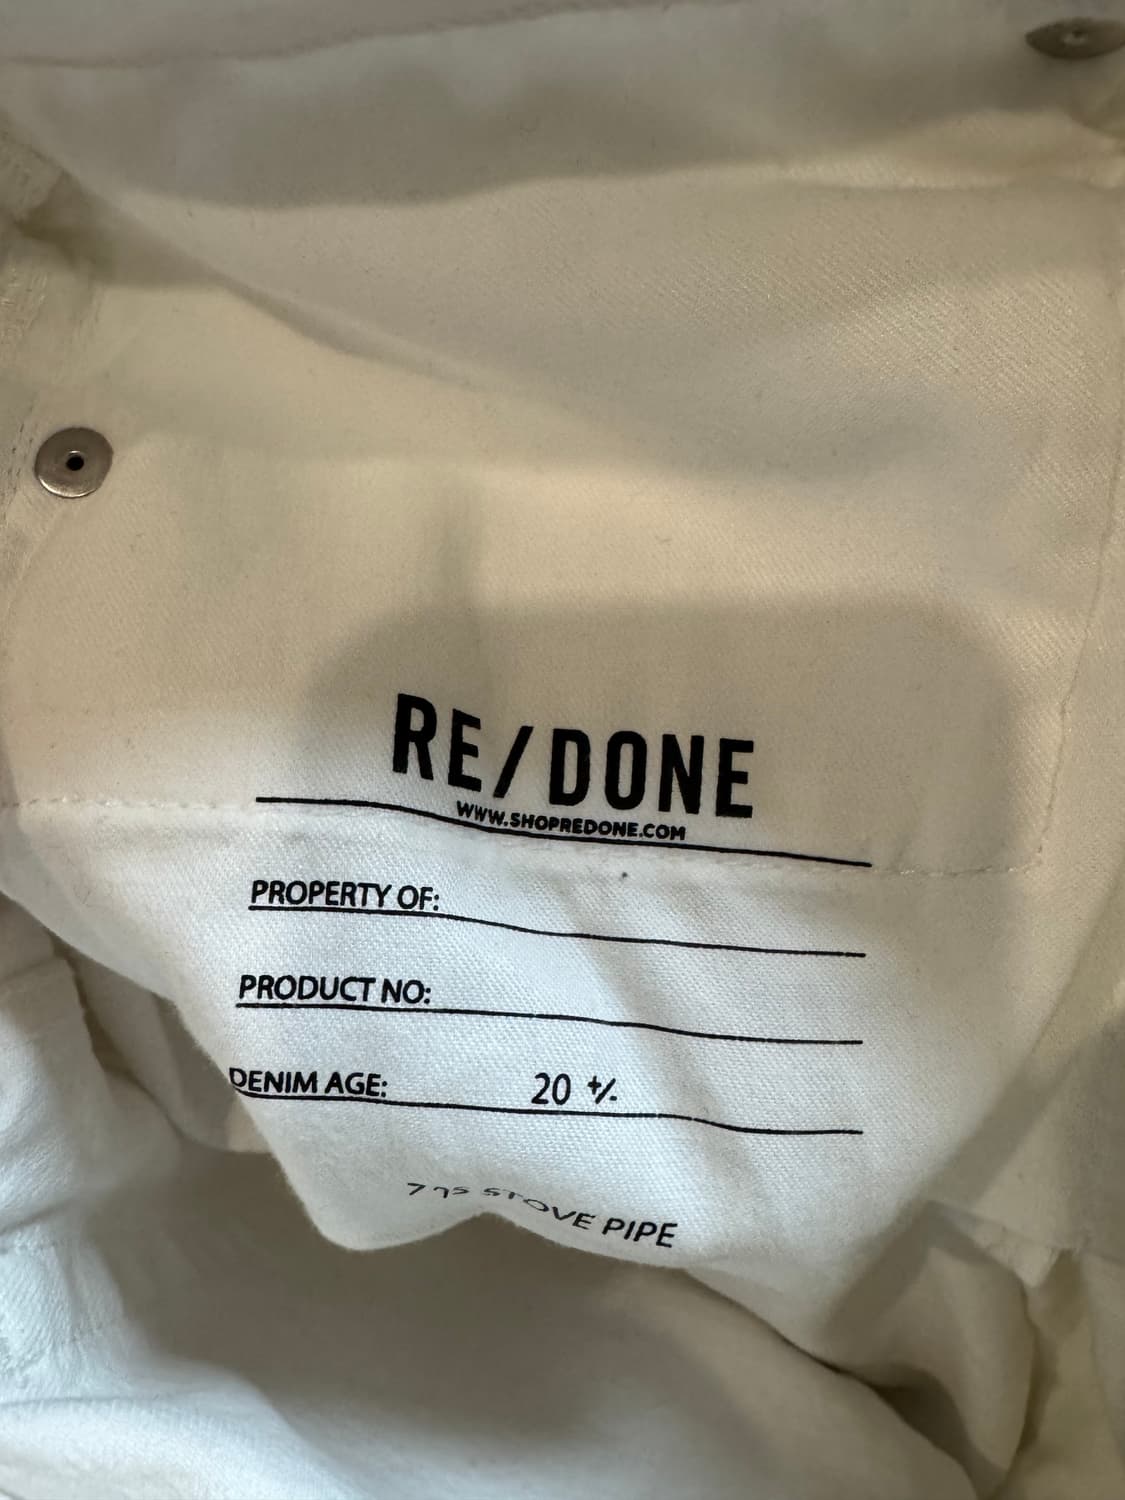 RE/DONE
WWW.SHOPREDONE.COM
PROPERTY OF:
PRODUCT NO:
DENIM AGE: 20 +/-
STOVE PIPE